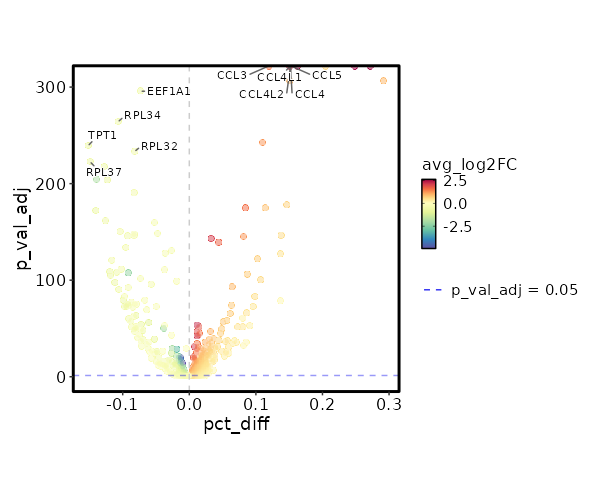 CCL3
CCL4L1
CCL5
CCL4L2
CCL4
EEF1A1
RPL34
TPT1
RPL32
RPL37
300
200
100
0
p_val_adj
-0.1
0.0
0.1
0.2
0.3
pct_diff
avg_log2FC
2.5
0.0
-2.5
p_val_adj = 0.05